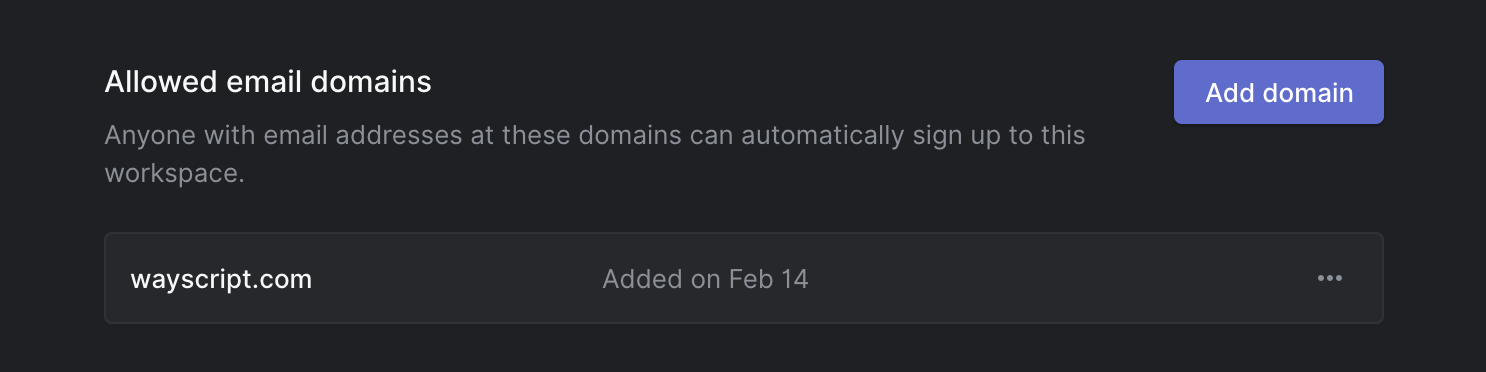 Allowed email domains
Add domain
Anyone with email addresses at these domains can automatically sign up to this
workspace.
wayscript.com
Added on Feb 14